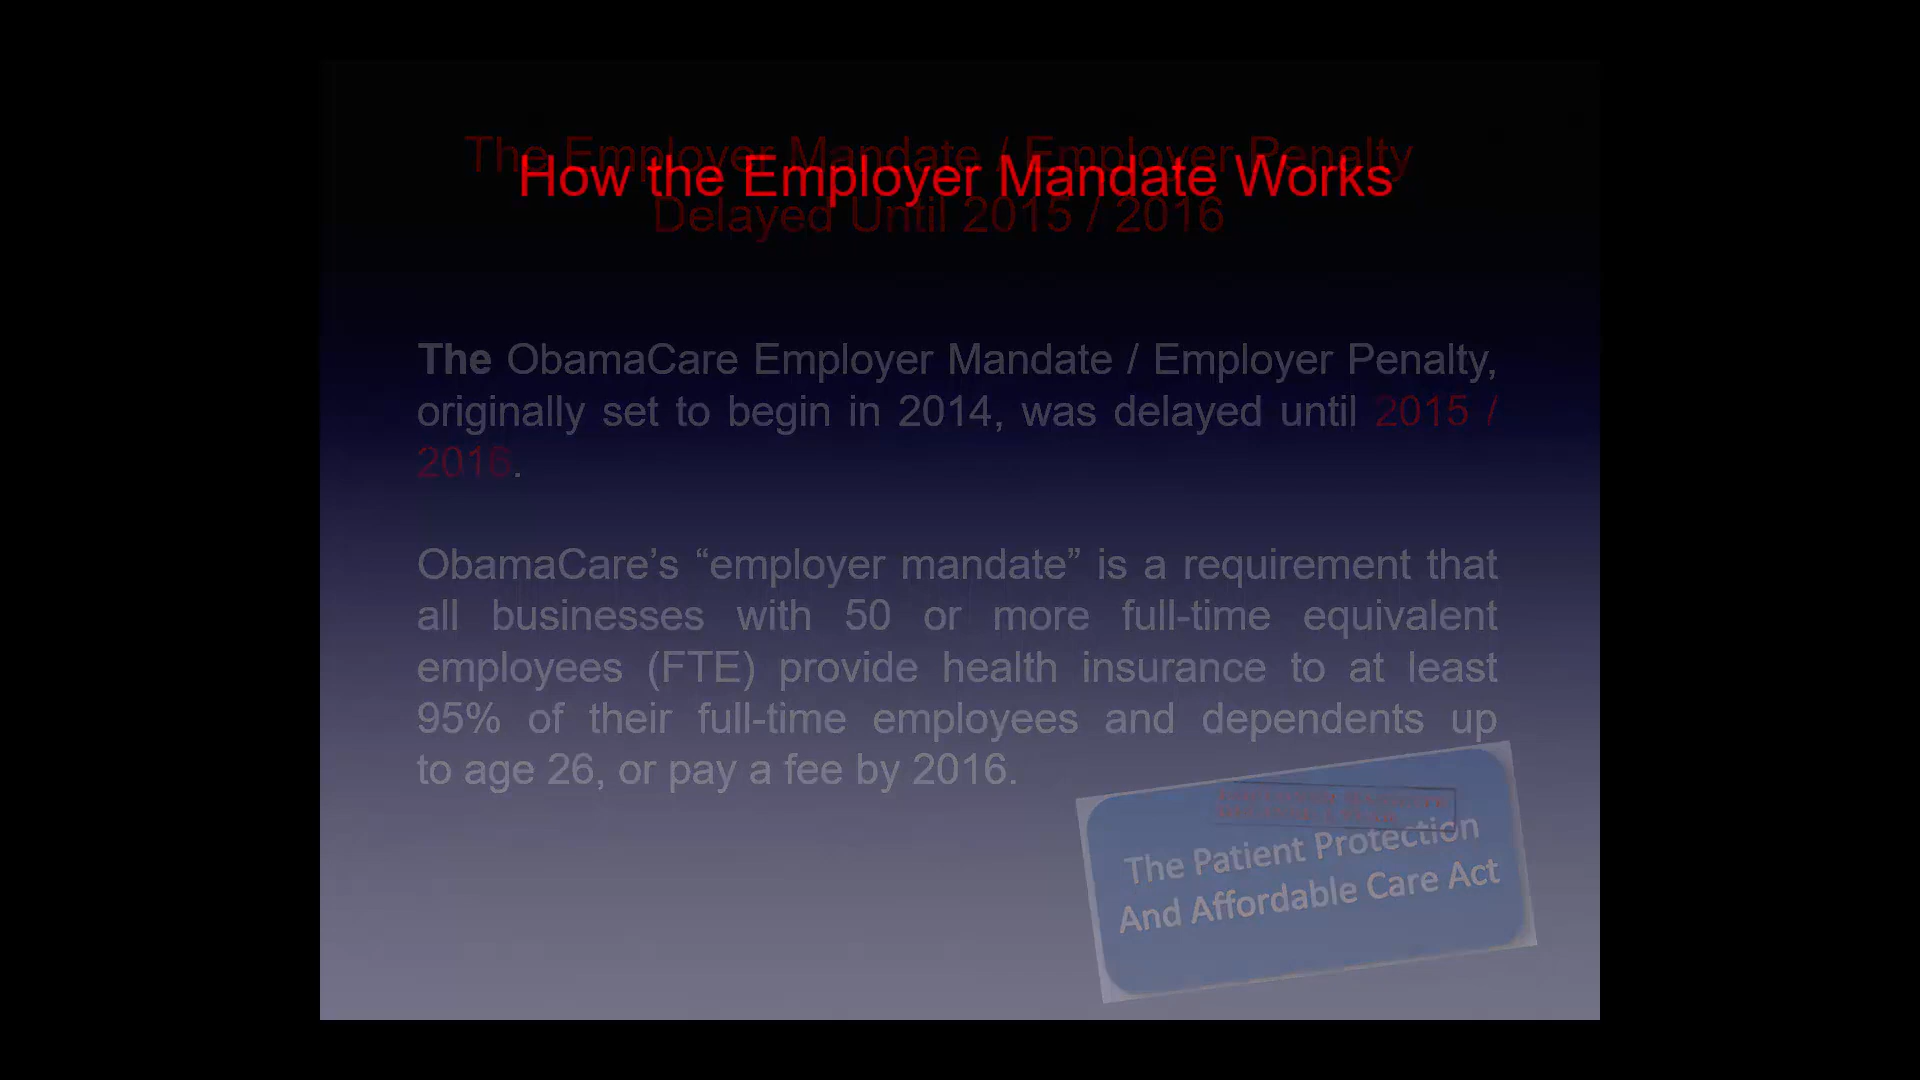 The Employer Mandate / Employer Penalty
How the Employer Mandate Works
Delayed Until 2015 / 2016
The ObamaCare Employer Mandate / Employer Penalty,
originally set to begin in 2014, was delayed until 2015 /
2016.
ObamaCare’s “employer mandate” is a requirement that
all businesses with 50 or more full-time equivalent
employees (FTE) provide health insurance to at least
95% of their full-time employees and dependents up
to age 26, or pay a fee by 2016.
The Patient Protection
And Affordable Care Act